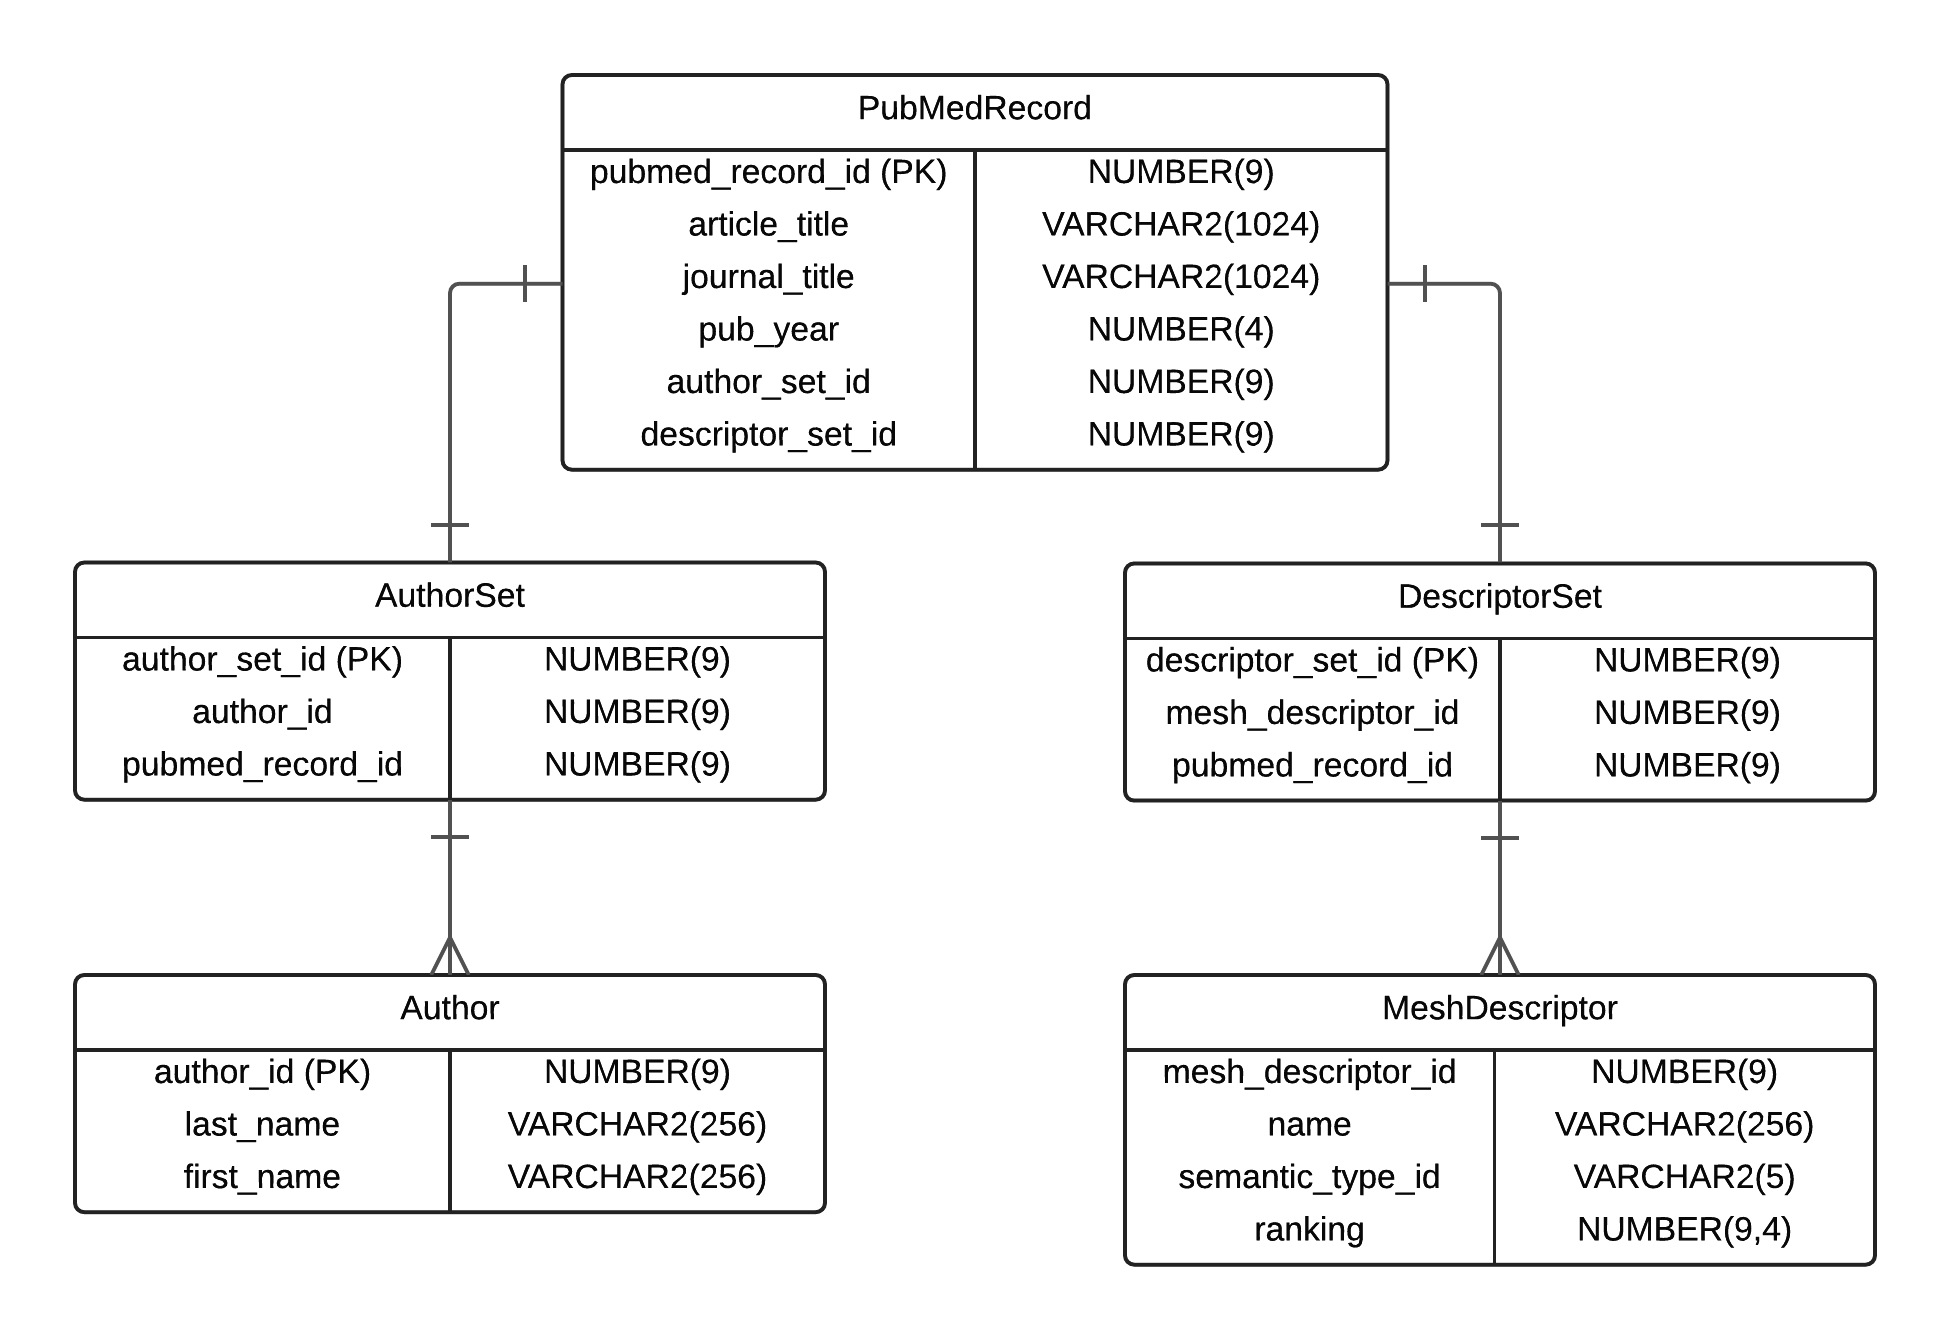 PubMedRecord
pubmed_record_id (PK) NUMBER(9)
article_title VARCHAR2(1024)
journal_title VARCHAR2(1024)
pub_year NUMBER(4)
author_set_id NUMBER(9)
descriptor_set_id NUMBER(9)
AuthorSet
author_set_id (PK) NUMBER(9)
author_id NUMBER(9)
pubmed_record_id NUMBER(9)
DescriptorSet
descriptor_set_id (PK) NUMBER(9)
mesh_descriptor_id NUMBER(9)
pubmed_record_id NUMBER(9)
Author
author_id (PK) NUMBER(9)
last_name VARCHAR2(256)
first_name VARCHAR2(256)
MeshDescriptor
mesh_descriptor_id NUMBER(9)
name VARCHAR2(256)
semantic_type_id VARCHAR2(5)
ranking NUMBER(9,4)